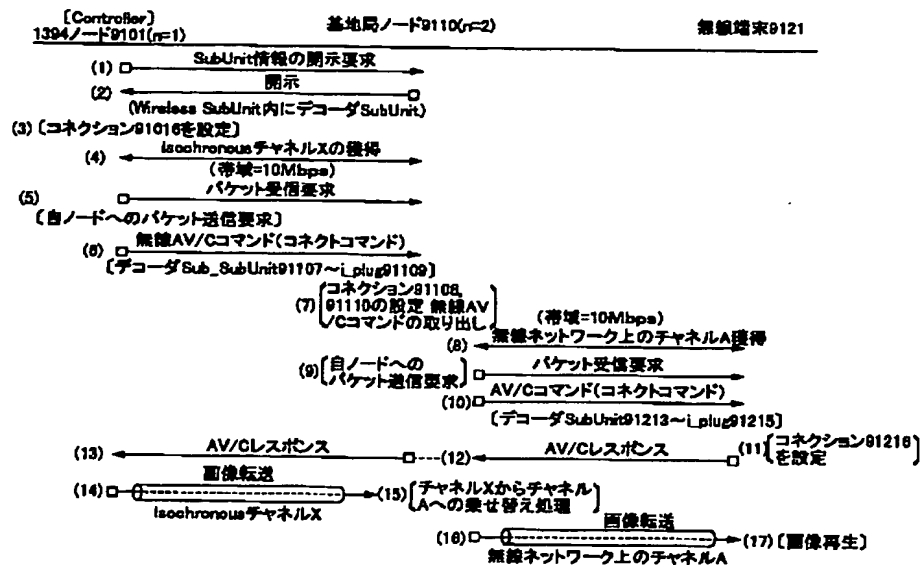 〔Controller〕
1394ノード9101(n=1)
基地局ノード9110(n=2)
無線端末9121
(1) SubUnit情報の開示要求
(2) 開示
(Wireless SubUnit内にデコーダSubUnit)
(3)〔コネクション91016を設定〕
(4) IsochronousチャネルXの獲得
(帯域=10Mbps)
(5) パケット受信要求
〔自ノードへのパケット送信要求〕
(6) 無線AV/Cコマンド(コネクトコマンド)
〔デコーダSub_SubUnit91107～i_plug91109〕
(7) コネクション91108,
91110の設定 無線AV
/Cコマンドの取り出し
(帯域=10Mbps)
(8) 無線ネットワーク上のチャネルA獲得
(9) 自ノードへの
パケット送信要求
パケット受信要求
(10) AV/Cコマンド(コネクトコマンド)
〔デコーダSubUnit91213～i_plug91215〕
(11) コネクション91216
を設定
(12) AV/Cレスポンス
(13) AV/Cレスポンス
(14) 画像転送
IsochronousチャネルX
(15) チャネルXからチャネル
Aへの乗せ替え処理
(16) 画像転送
無線ネットワーク上のチャネルA
(17)〔画像再生〕